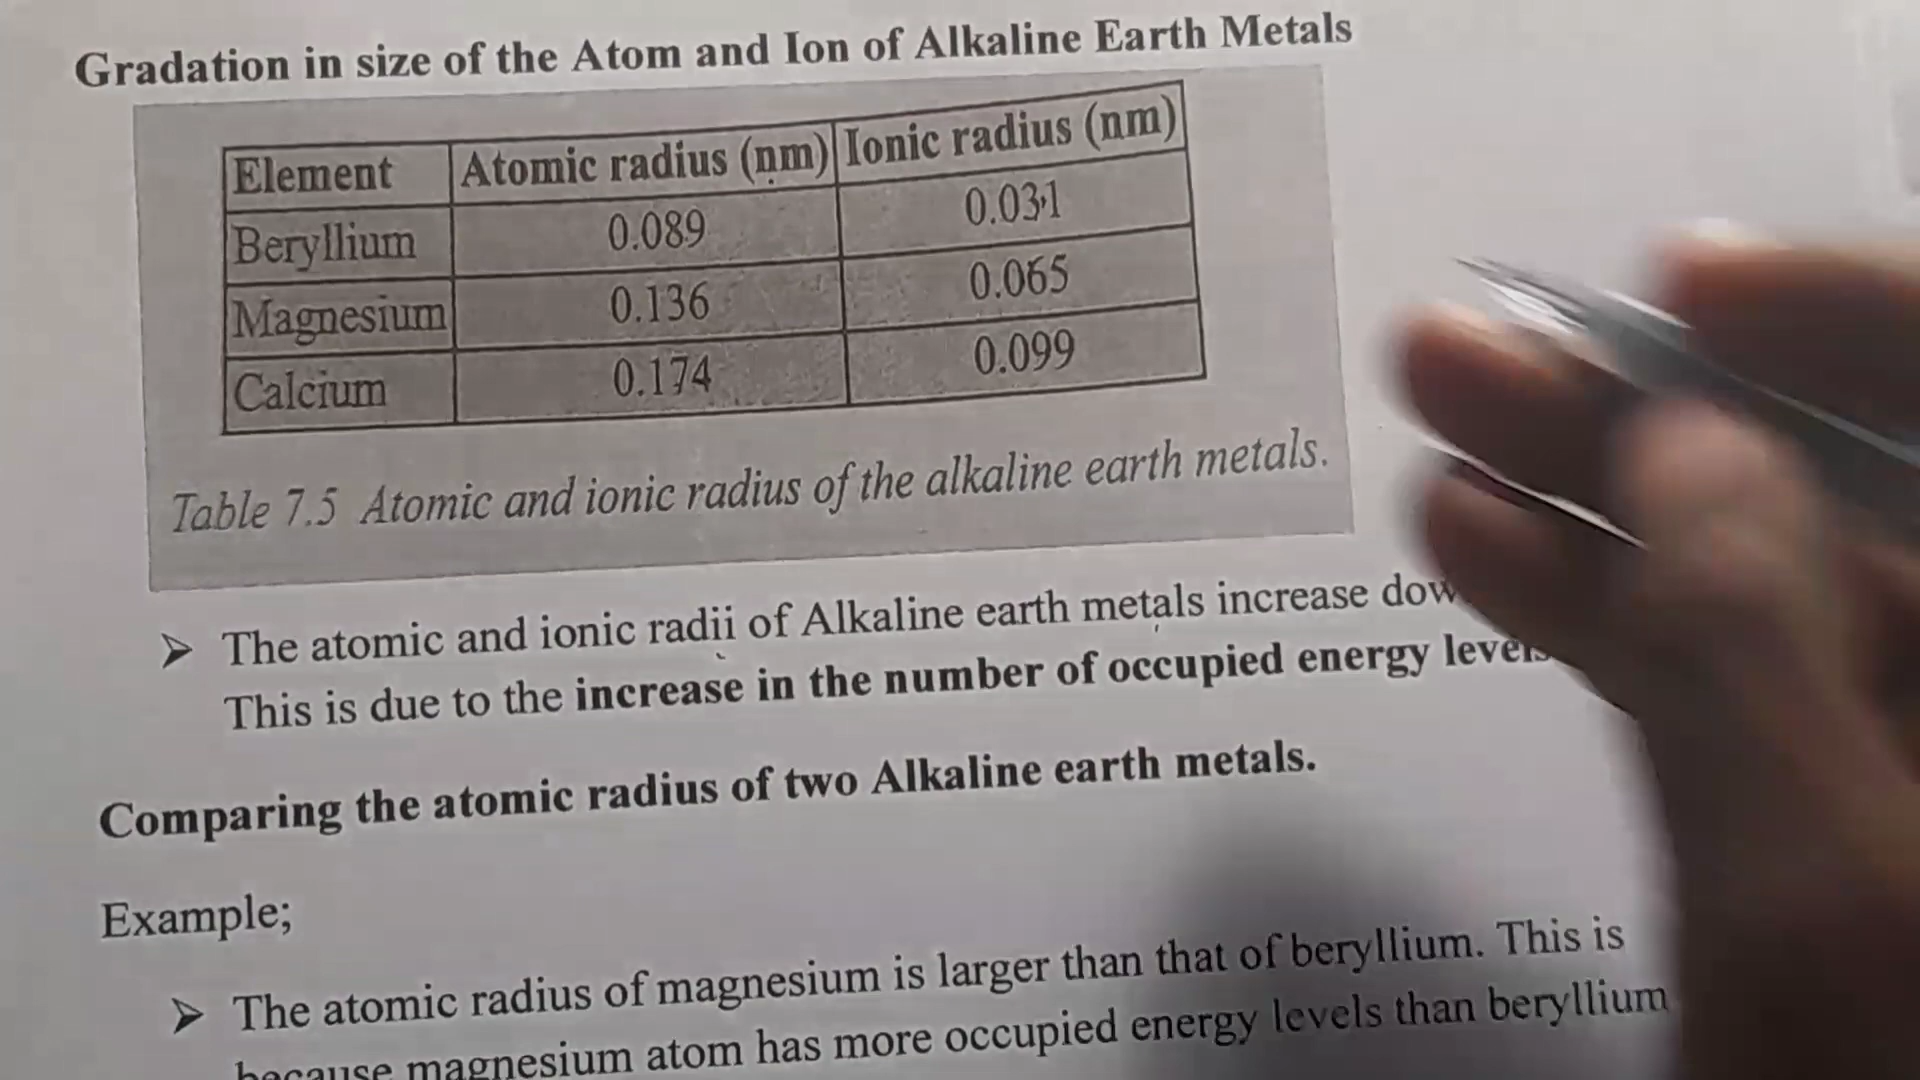 Gradation in size of the Atom and Ion of Alkaline Earth Metals
Element Atomic radius (nm) Ionic radius (nm)
Beryllium 0.089 0.031
Magnesium 0.136 0.065
Calcium 0.174 0.099
Table 7.5 Atomic and ionic radius of the alkaline earth metals.
➢ The atomic and ionic radii of Alkaline earth metals increase
This is due to the increase in the number of occupied energy levels
Comparing the atomic radius of two Alkaline earth metals.
Example;
➢ The atomic radius of magnesium is larger than that of beryllium. This is
because magnesium atom has more occupied energy levels than beryllium